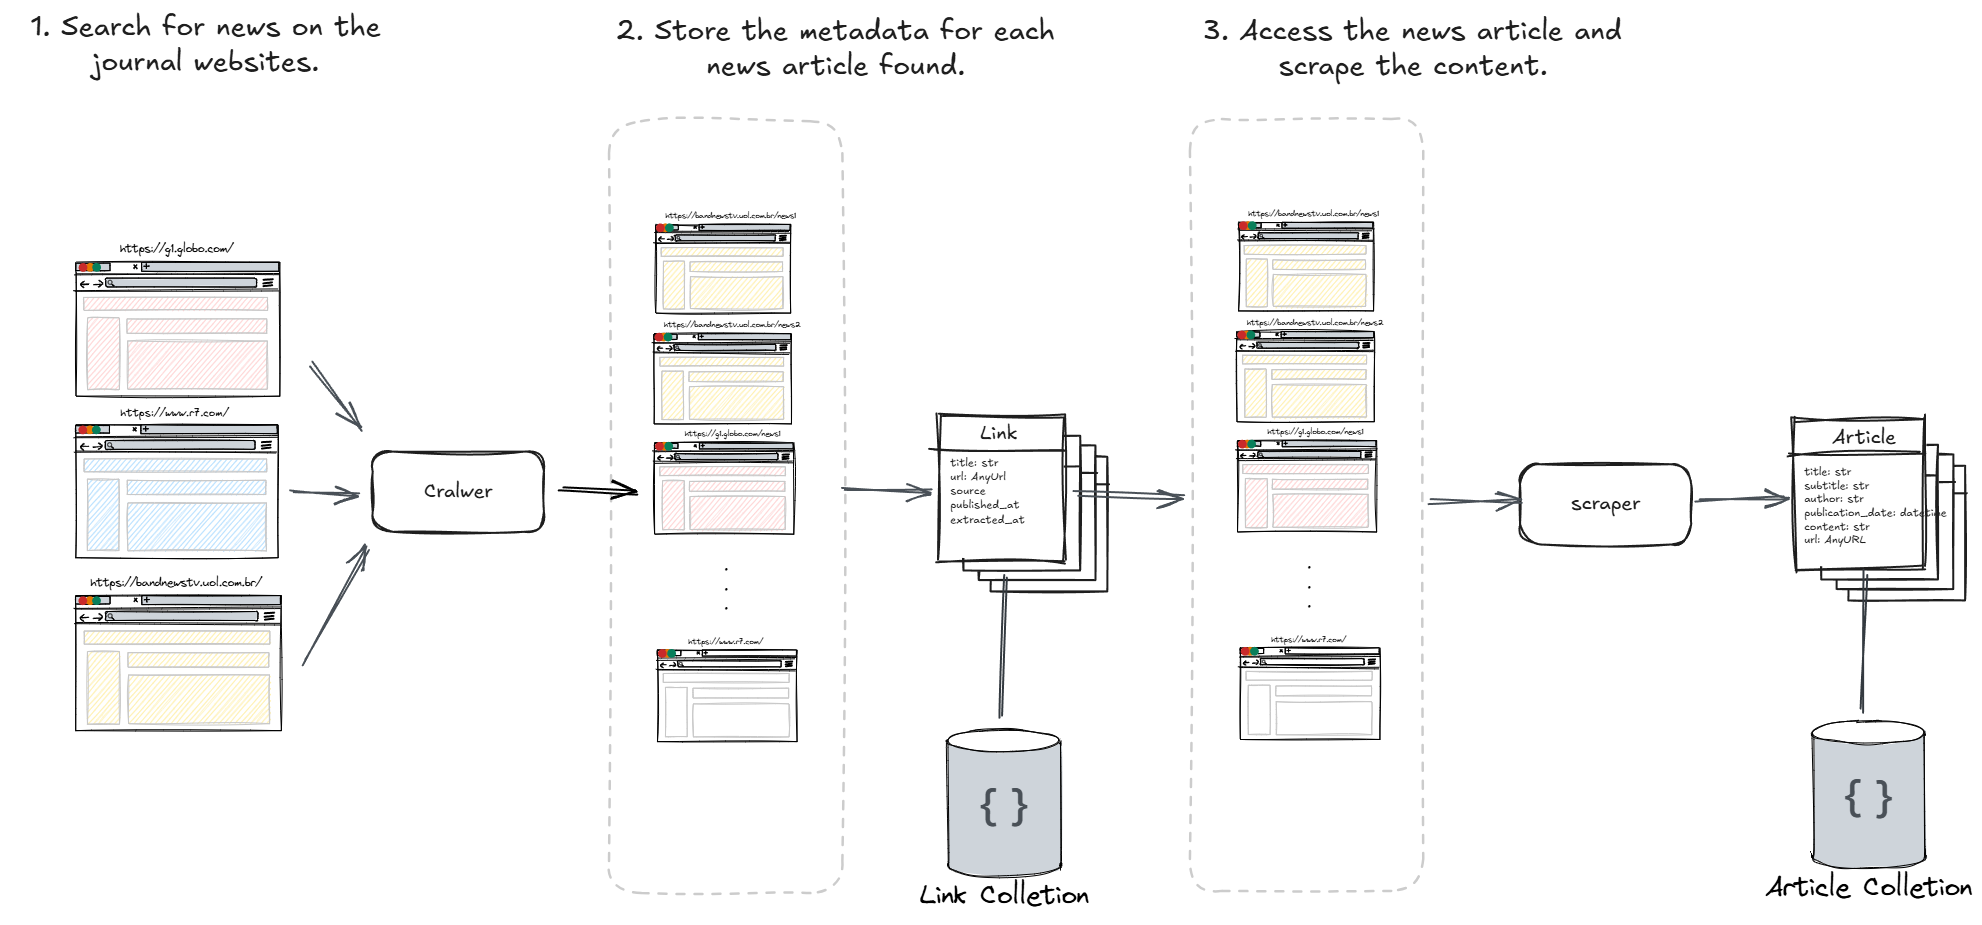 1. Search for news on the
journal websites.
2. Store the metadata for each
news article found.
3. Access the news article and
scrape the content.
https://g1.globo.com/
https://www.r7.com/
https://bandnewstv.uol.com.br/
Cralwer
https://bandnewstv.uol.com.br/news1
https://bandnewstv.uol.com.br/news2
https://g1.globo.com/news1
.
.
.
https://www.r7.com/
Link
title: str
url: AnyUrl
source
published_at
extracted_at
{ }
Link Colletion
https://bandnewstv.uol.com.br/news1
https://bandnewstv.uol.com.br/news2
https://g1.globo.com/news1
.
.
.
https://www.r7.com/
scraper
Article
title: str
subtitle: str
author: str
publication_date: datetime
content: str
url: AnyURL
{ }
Article Colletion